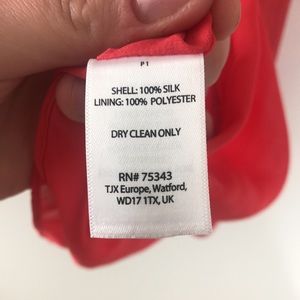 P1
SHELL: 100% SILK
LINING: 100% POLYESTER
DRY CLEAN ONLY
RN# 75343
TJX Europe, Watford,
WD17 1TX, UK